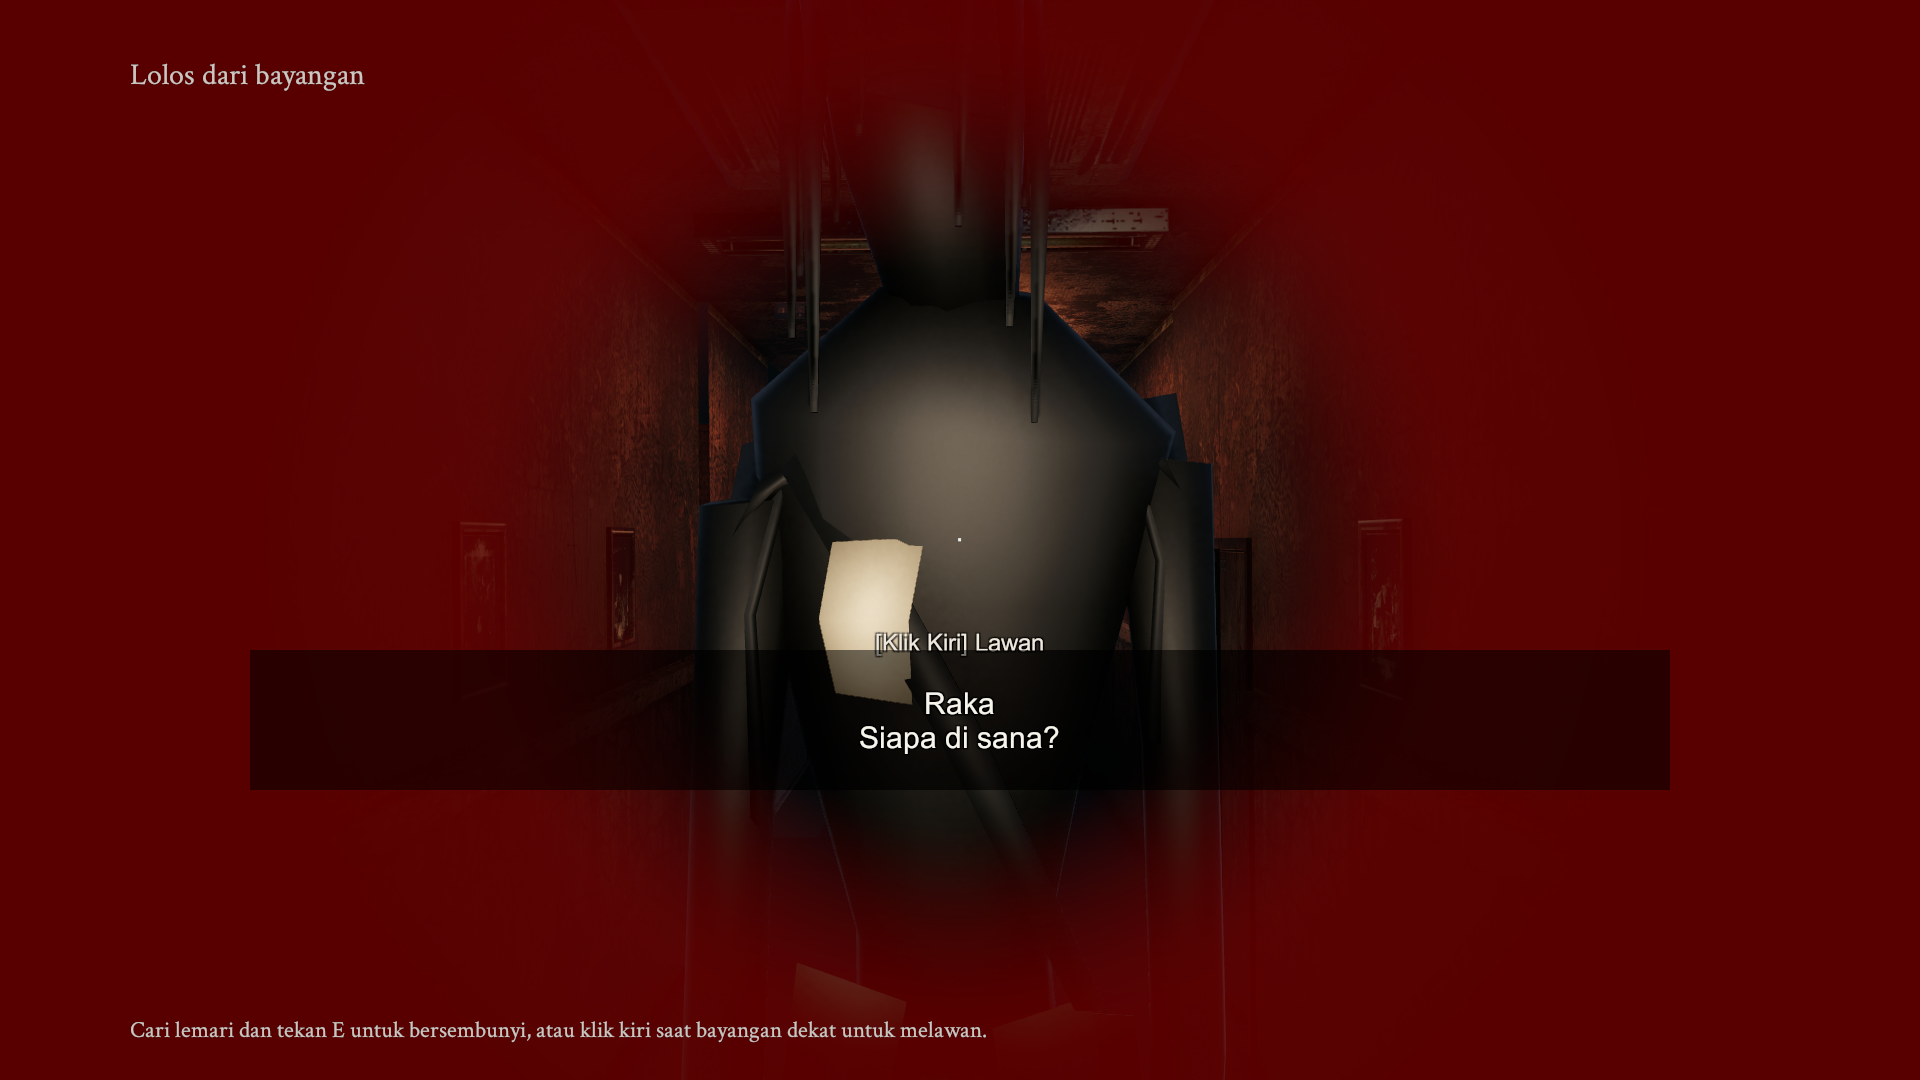 Lolos dari bayangan
[Klik Kiri] Lawan
Raka
Siapa di sana?
Cari lemari dan tekan E untuk bersembunyi, atau klik kiri saat bayangan dekat untuk melawan.